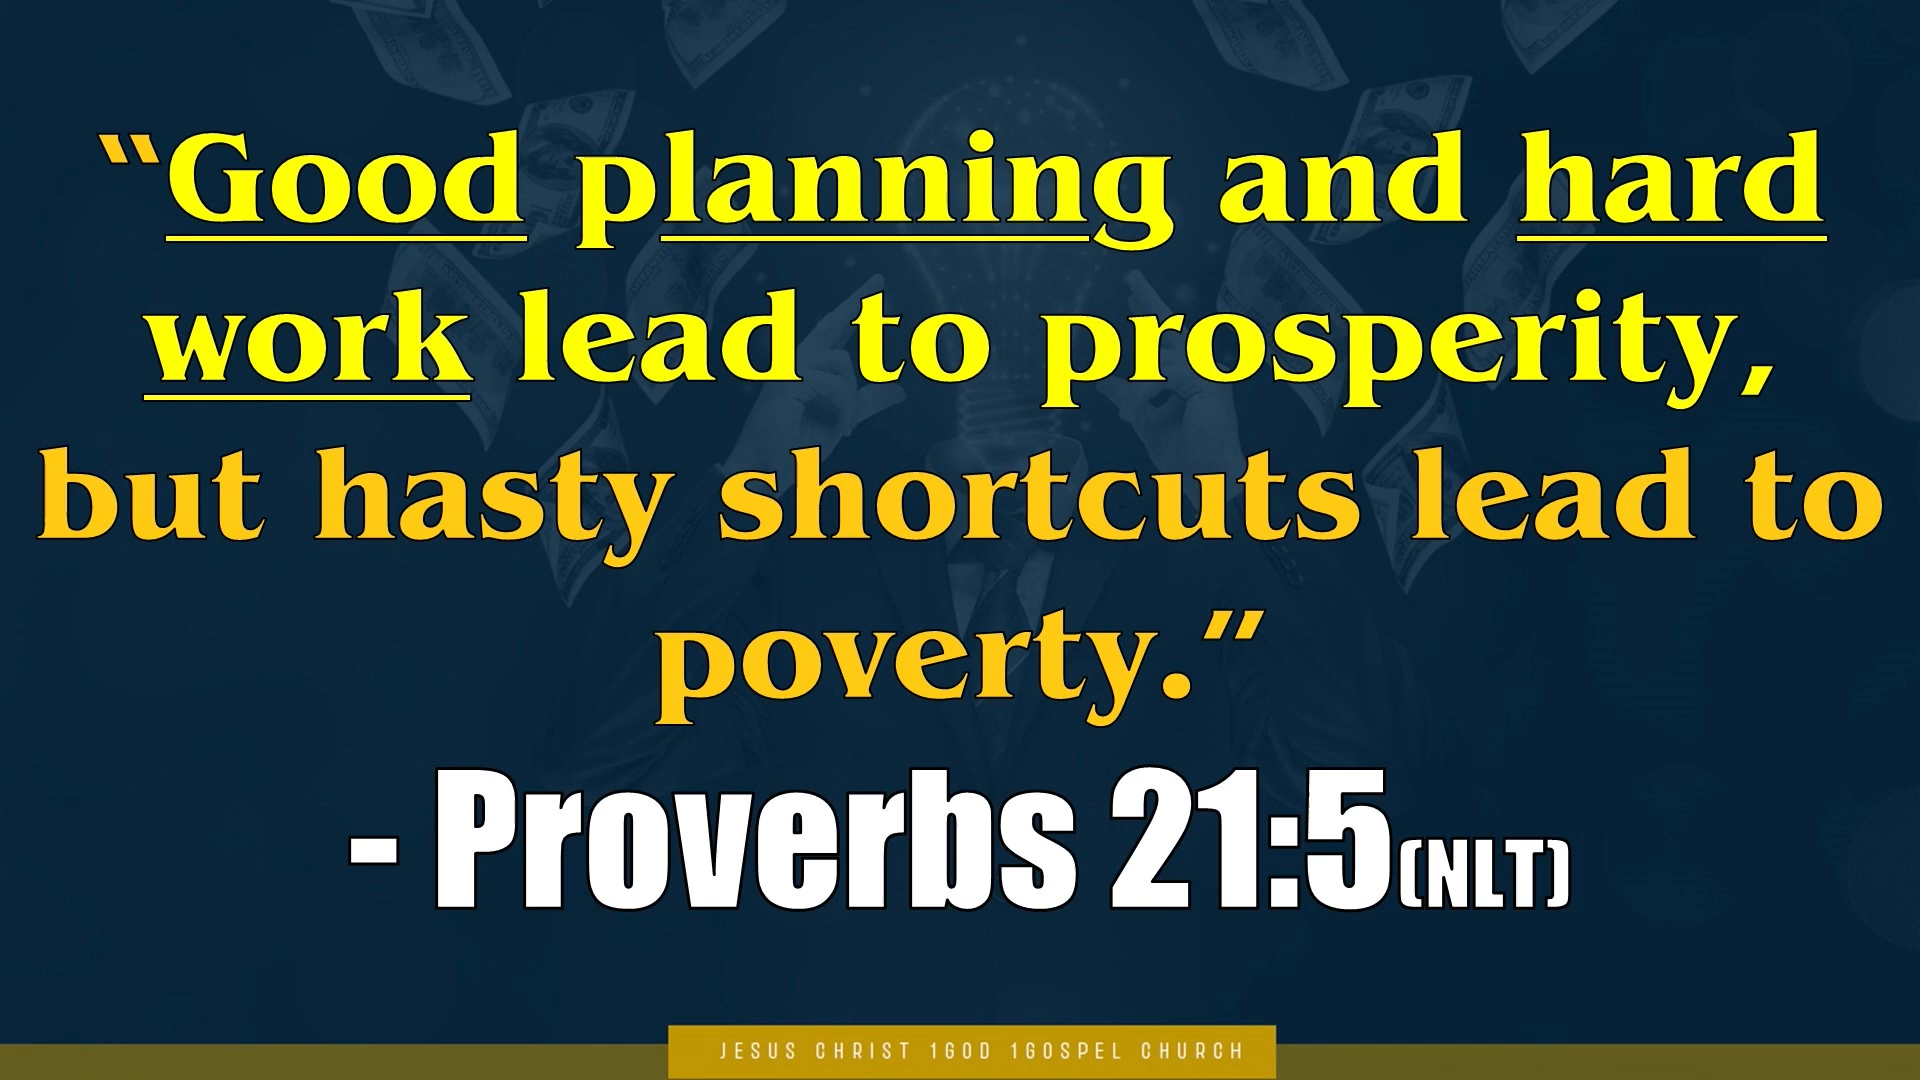 “Good planning and hard
work lead to prosperity,
but hasty shortcuts lead to
poverty.”
- Proverbs 21:5(NLT)
JESUS CHRIST 1GOD 1GOSPEL CHURCH